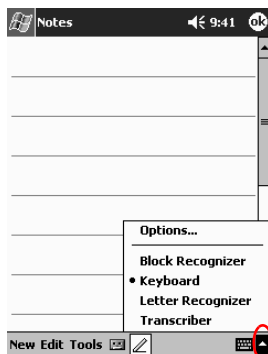 Notes 9:41 ok
Options...
Block Recognizer
Keyboard
Letter Recognizer
Transcriber
New Edit Tools